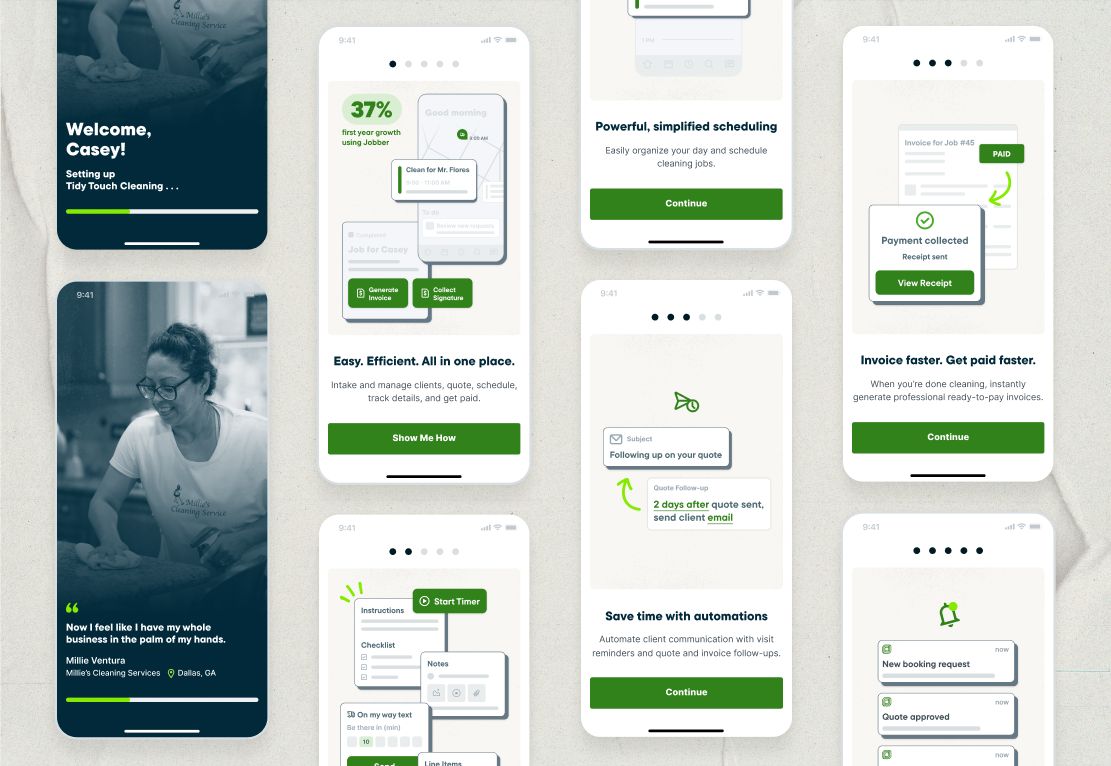 Millie's
Cleaning Service
Welcome,
Casey!
Setting up
Tidy Touch Cleaning . . .
9:41
Millie's
Cleaning Service
Now I feel like I have my whole
business in the palm of my hands.
Millie Ventura
Millie's Cleaning Services
Dallas, GA
9:41
37%
first year growth
using Jobber
Good morning
9:00 AM
Clean for Mr. Flores
9:00 - 11:00 AM
To do
Review new requests
Completed
Job for Casey
Generate
Invoice
Collect
Signature
Easy. Efficient. All in one place.
Intake and manage clients, quote, schedule,
track details, and get paid.
Show Me How
9:41
Start Timer
Instructions
Checklist
Notes
On my way text
Be there in (min)
10
Send
Line Items
1 PM
Powerful, simplified scheduling
Easily organize your day and schedule
cleaning jobs.
Continue
9:41
Subject
Following up on your quote
Quote Follow-up
2 days after quote sent,
send client email
Save time with automations
Automate client communication with visit
reminders and quote and invoice follow-ups.
Continue
9:41
Invoice for Job #45
PAID
Payment collected
Receipt sent
View Receipt
Invoice faster. Get paid faster.
When you're done cleaning, instantly
generate professional ready-to-pay invoices.
Continue
9:41
now
New booking request
now
Quote approved
now